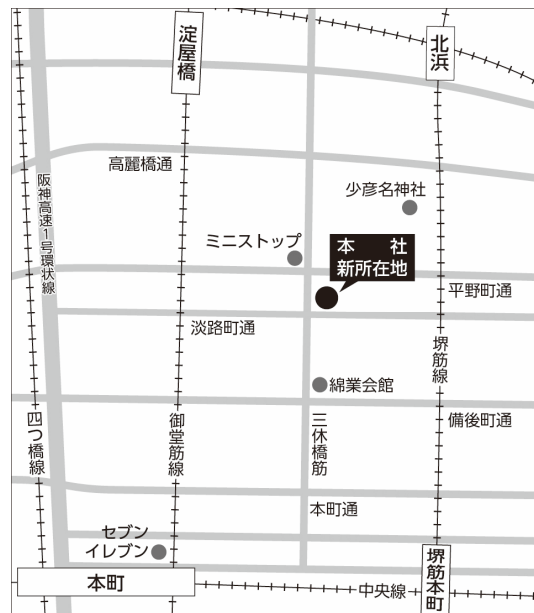 淀屋橋
北浜
高麗橋通
阪神高速1号環状線
少彦名神社
ミニストップ
本 社
新所在地
平野町通
淡路町通
堺筋線
綿業会館
四つ橋線
御堂筋線
三休橋筋
備後町通
本町通
セブン
イレブン
本町
中央線
堺筋本町